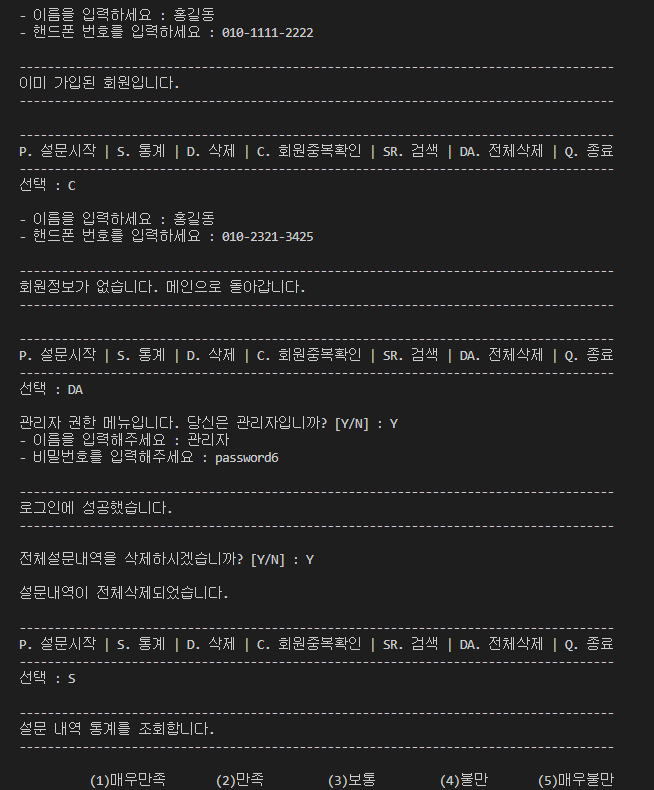 - 이름을 입력하세요 : 홍길동
- 핸드폰 번호를 입력하세요 : 010-1111-2222
-------------------------------------------------------------------------------------
이미 가입된 회원입니다.
-------------------------------------------------------------------------------------
-------------------------------------------------------------------------------------
P. 설문시작 | S. 통계 | D. 삭제 | C. 회원중복확인 | SR. 검색 | DA. 전체삭제 | Q. 종료
-------------------------------------------------------------------------------------
선택 : C
- 이름을 입력하세요 : 홍길동
- 핸드폰 번호를 입력하세요 : 010-2321-3425
-------------------------------------------------------------------------------------
회원정보가 없습니다. 메인으로 돌아갑니다.
-------------------------------------------------------------------------------------
-------------------------------------------------------------------------------------
P. 설문시작 | S. 통계 | D. 삭제 | C. 회원중복확인 | SR. 검색 | DA. 전체삭제 | Q. 종료
-------------------------------------------------------------------------------------
선택 : DA
관리자 권한 메뉴입니다. 당신은 관리자입니까? [Y/N] : Y
- 이름을 입력해주세요 : 관리자
- 비밀번호를 입력해주세요 : password6
-------------------------------------------------------------------------------------
로그인에 성공했습니다.
-------------------------------------------------------------------------------------
전체설문내역을 삭제하시겠습니까? [Y/N] : Y
설문내역이 전체삭제되었습니다.
-------------------------------------------------------------------------------------
P. 설문시작 | S. 통계 | D. 삭제 | C. 회원중복확인 | SR. 검색 | DA. 전체삭제 | Q. 종료
-------------------------------------------------------------------------------------
선택 : S
-------------------------------------------------------------------------------------
설문 내역 통계를 조회합니다.
-------------------------------------------------------------------------------------
(1)매우만족 (2)만족 (3)보통 (4)불만 (5)매우불만